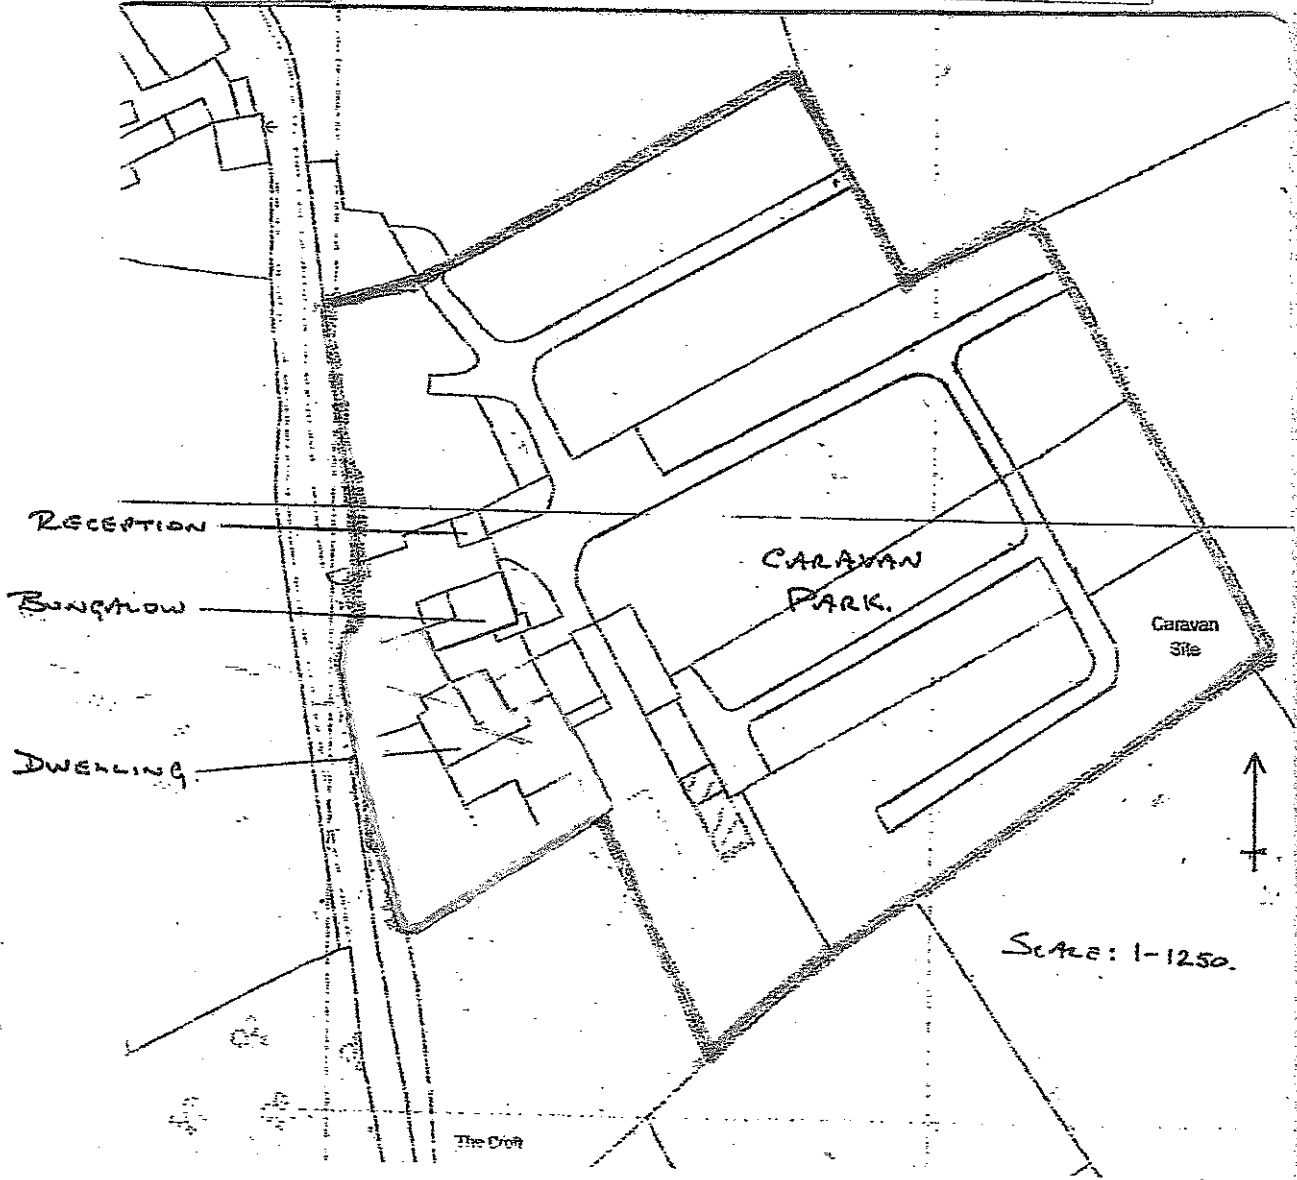 RECEPTION
BUNGALOW
DWELLING.
CARAVAN
PARK.
Caravan
Site
SCALE: 1-1250.
The Croft